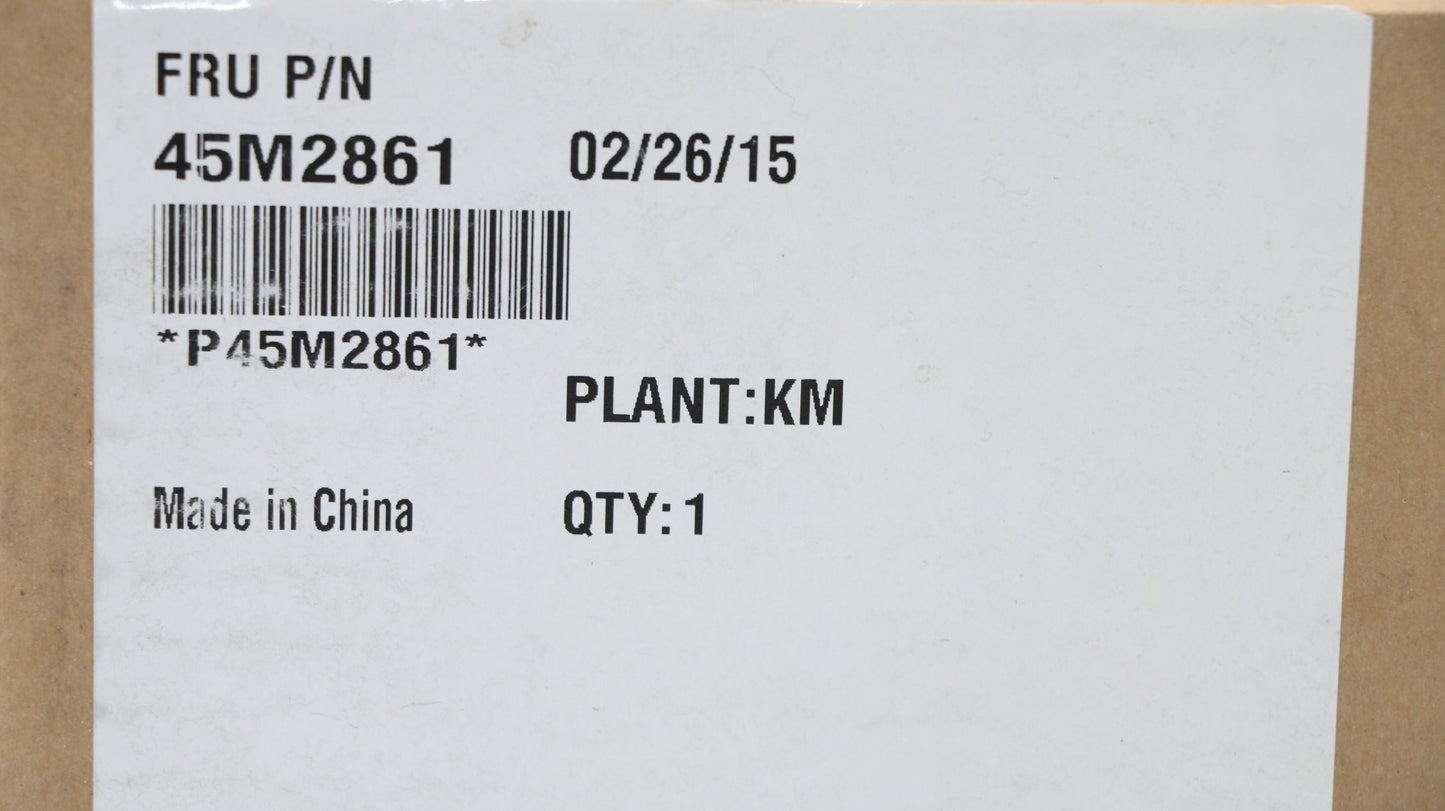 FRU P/N
45M2861 02/26/15
*P45M2861*
PLANT:KM
Made in China QTY: 1